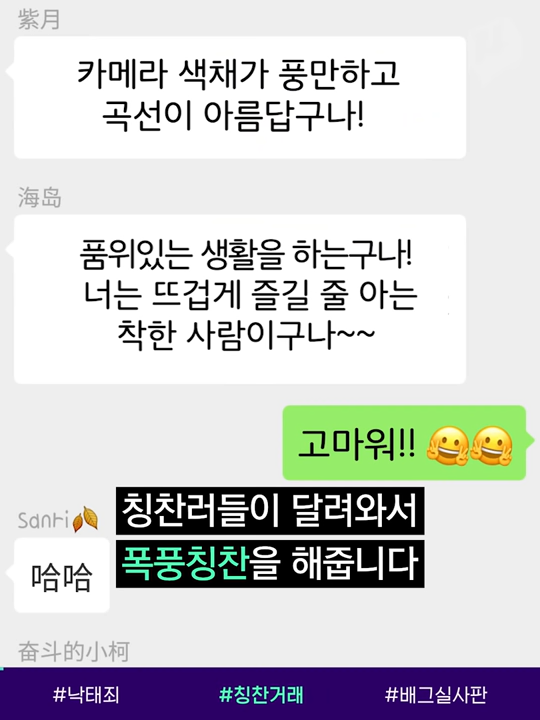 紫月
카메라 색채가 풍만하고
곡선이 아름답구나!
海岛
품위있는 생활을 하는구나!
너는 뜨겁게 즐길 줄 아는
착한 사람이구나~~
고마워!! 🤗🤗
Sanri🍂
칭찬러들이 달려와서
폭풍칭찬을 해줍니다
哈哈
奋斗的小柯
#낙태죄 #칭찬거래 #배그실사판